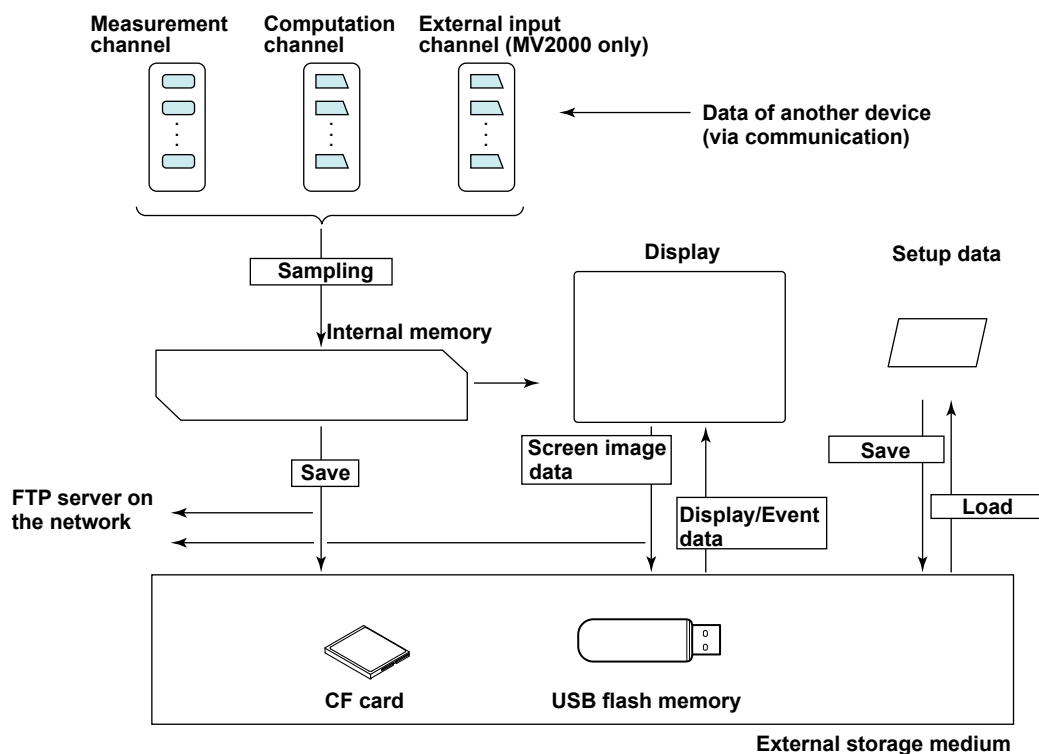 Measurement
channel
Computation
channel
External input
channel (MV2000 only)
Data of another device
(via communication)
Sampling
Display
Setup data
Internal memory
Screen image
data
Save
Save
FTP server on
the network
Display/Event
data
Load
CF card
USB flash memory
External storage medium